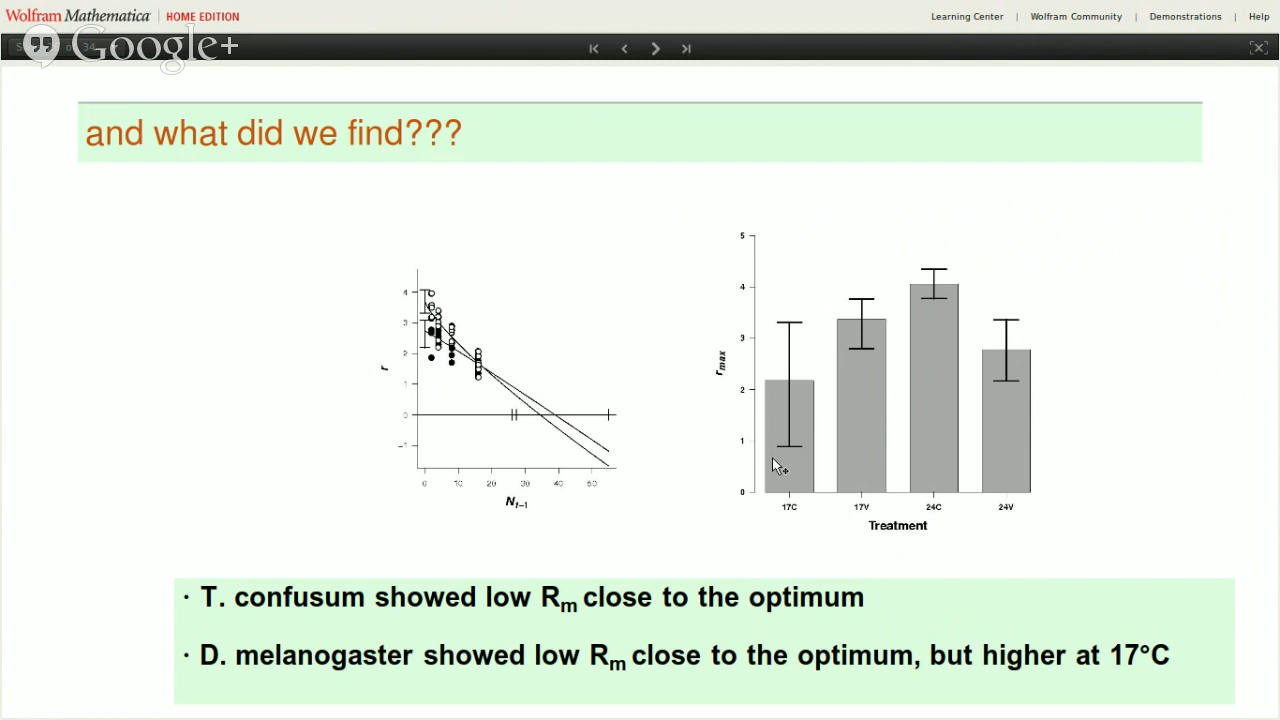 Wolfram Mathematica | HOME EDITION
Learning Center | Wolfram Community | Demonstrations | Help
Google+
of 34
and what did we find???
4
3
2
1
0
−1
r
0 10 20 30 40 50
N t−1
5
4
3
2
1
0
r max
17C 17V 24C 24V
Treatment
· T. confusum showed low Rm close to the optimum
· D. melanogaster showed low Rm close to the optimum, but higher at 17°C